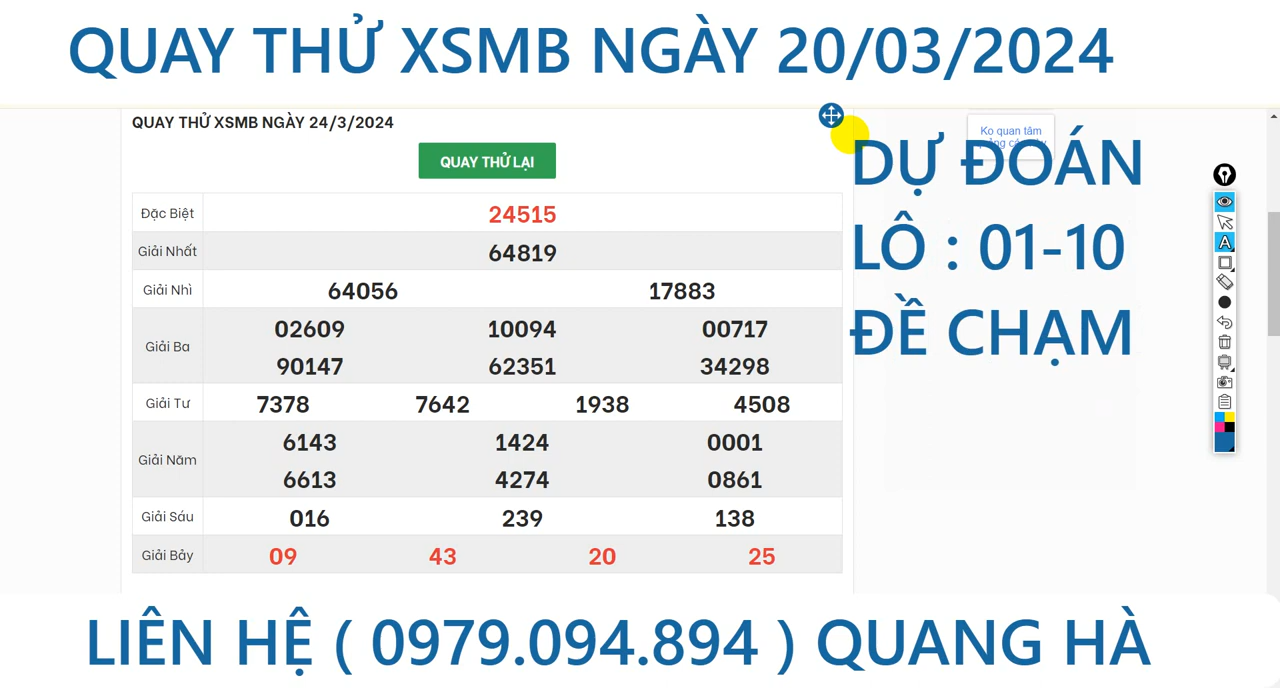 QUAY THỬ XSMB NGÀY 20/03/2024
QUAY THỬ XSMB NGÀY 24/3/2024
QUAY THỬ LẠI
Đặc Biệt 24515
Giải Nhất 64819
Giải Nhì 64056 17883
Giải Ba 02609 10094 00717
90147 62351 34298
Giải Tư 7378 7642 1938 4508
Giải Năm 6143 1424 0001
6613 4274 0861
Giải Sáu 016 239 138
Giải Bảy 09 43 20 25
Ko quan tâm
DỰ ĐOÁN
LÔ : 01-10
ĐỀ CHẠM
A
LIÊN HỆ ( 0979.094.894 ) QUANG HÀ